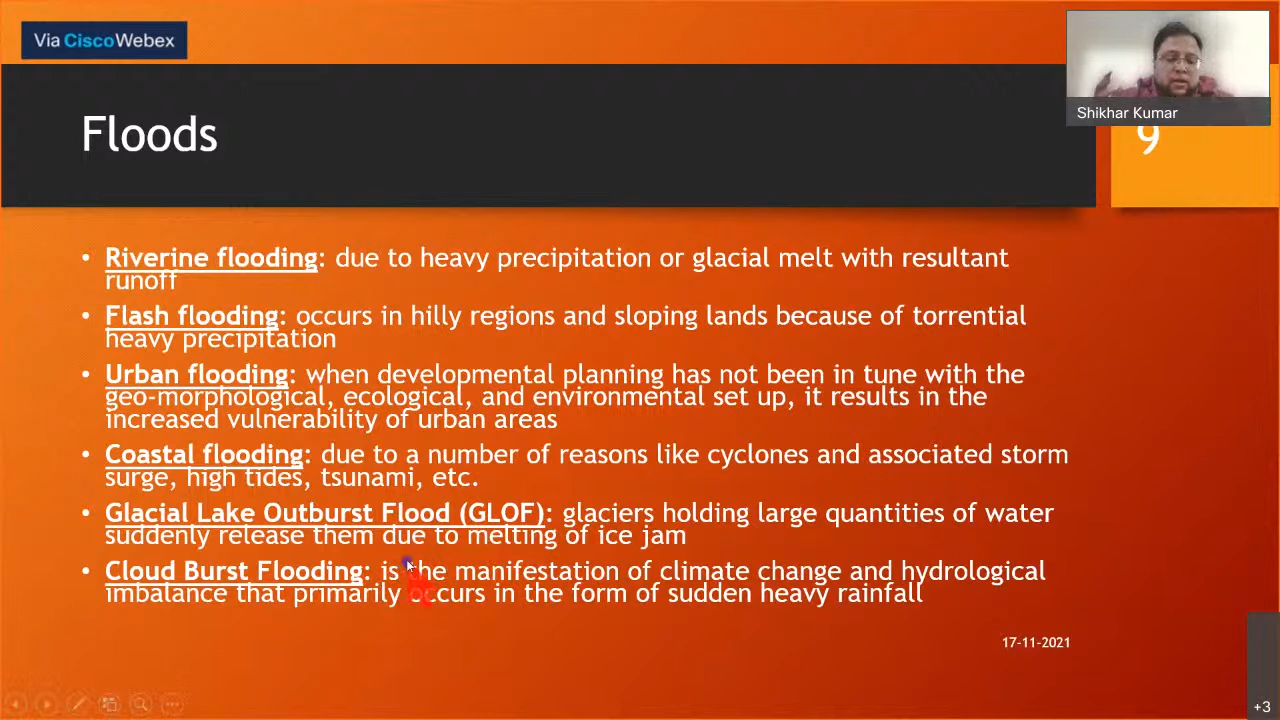 Via CiscoWebex
Shikhar Kumar
Floods
9
• Riverine flooding: due to heavy precipitation or glacial melt with resultant
runoff
• Flash flooding: occurs in hilly regions and sloping lands because of torrential
heavy precipitation
• Urban flooding: when developmental planning has not been in tune with the
geo-morphological, ecological, and environmental set up, it results in the
increased vulnerability of urban areas
• Coastal flooding: due to a number of reasons like cyclones and associated storm
surge, high tides, tsunami, etc.
• Glacial Lake Outburst Flood (GLOF): glaciers holding large quantities of water
suddenly release them due to melting of ice jam
• Cloud Burst Flooding: is the manifestation of climate change and hydrological
imbalance that primarily occurs in the form of sudden heavy rainfall
17-11-2021
+3